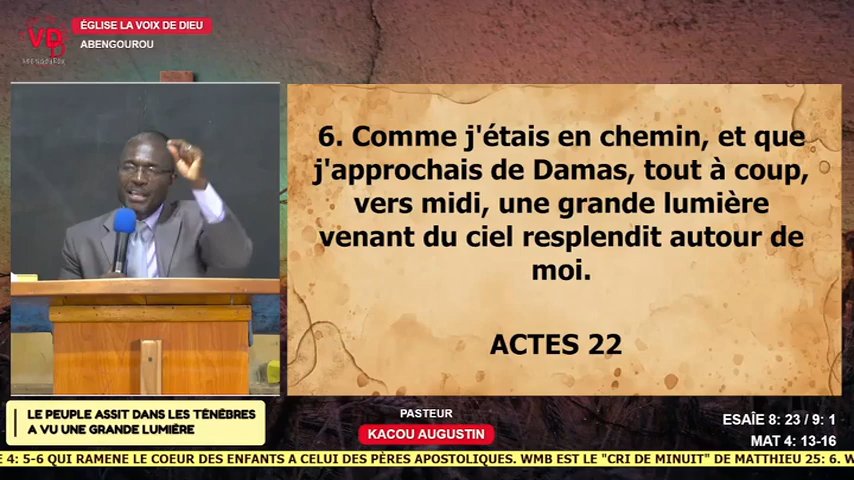 VDD
ÉGLISE LA VOIX DE DIEU
ABENGOUROU
6. Comme j'étais en chemin, et que
j'approchais de Damas, tout à coup,
vers midi, une grande lumière
venant du ciel resplendit autour de
moi.
ACTES 22
LE PEUPLE ASSIT DANS LES TÉNÈBRES
A VU UNE GRANDE LUMIÈRE
PASTEUR
KACOU AUGUSTIN
ESAÏE 8: 23 / 9: 1
MAT 4: 13-16
E 4: 5-6 QUI RAMENE LE COEUR DES ENFANTS A CELUI DES PÈRES APOSTOLIQUES. WMB EST LE "CRI DE MINUIT" DE MATTHIEU 25: 6. W